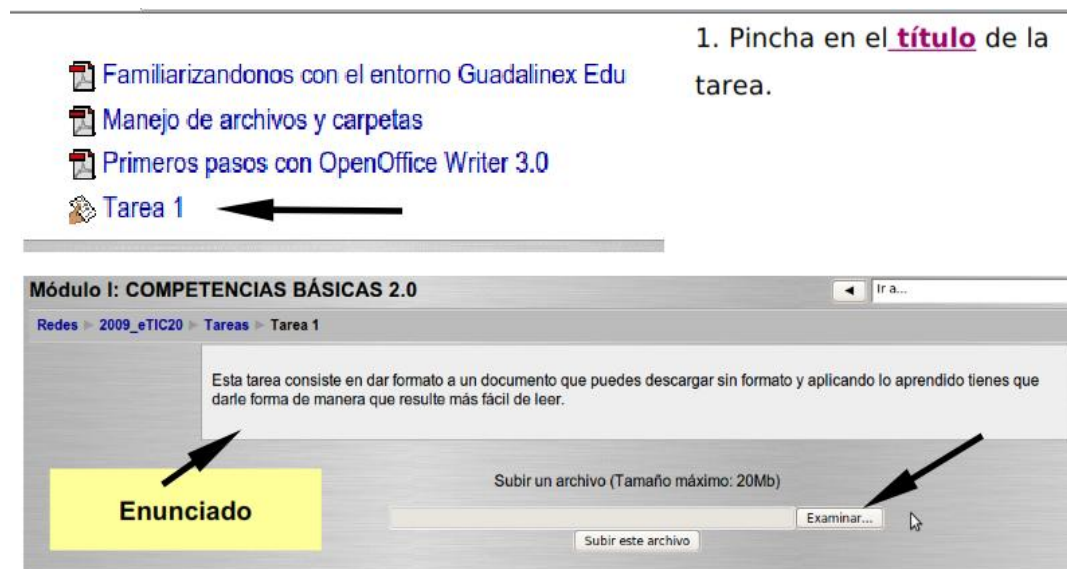 1. Pincha en el título de la
tarea.
Familiarizandonos con el entorno Guadalinex Edu
Manejo de archivos y carpetas
Primeros pasos con OpenOffice Writer 3.0
Tarea 1
Módulo I: COMPETENCIAS BÁSICAS 2.0
Ir a...
Redes ► 2009_eTIC20 ► Tareas ► Tarea 1
Esta tarea consiste en dar formato a un documento que puedes descargar sin formato y aplicando lo aprendido tienes que
darle forma de manera que resulte más fácil de leer.
Enunciado
Subir un archivo (Tamaño máximo: 20Mb)
Examinar...
Subir este archivo